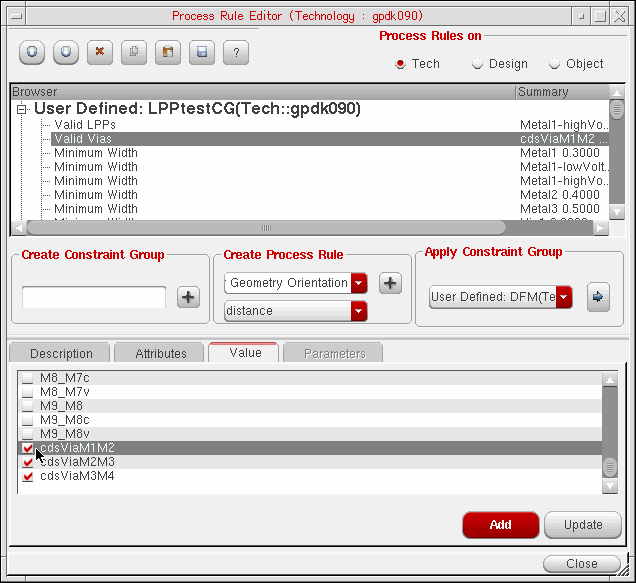 Process Rule Editor (Technology : gpdk090)
?
Process Rules on
Tech Design Object
Browser Summary
User Defined: LPPtestCG(Tech::gpdk090)
Valid LPPs Metal1-highVo..
Valid Vias cdsViaM1M2 ...
Minimum Width Metal1 0.3000
Minimum Width Metal1-lowVolt..
Minimum Width Metal1-highVo..
Minimum Width Metal2 0.4000
Minimum Width Metal3 0.5000
Create Constraint Group
Create Process Rule
Geometry Orientation
distance
Apply Constraint Group
User Defined: DFM(Te
Description Attributes Value Parameters
M8_M7c
M8_M7v
M9_M8
M9_M8c
M9_M8v
cdsViaM1M2
cdsViaM2M3
cdsViaM3M4
Add Update
Close